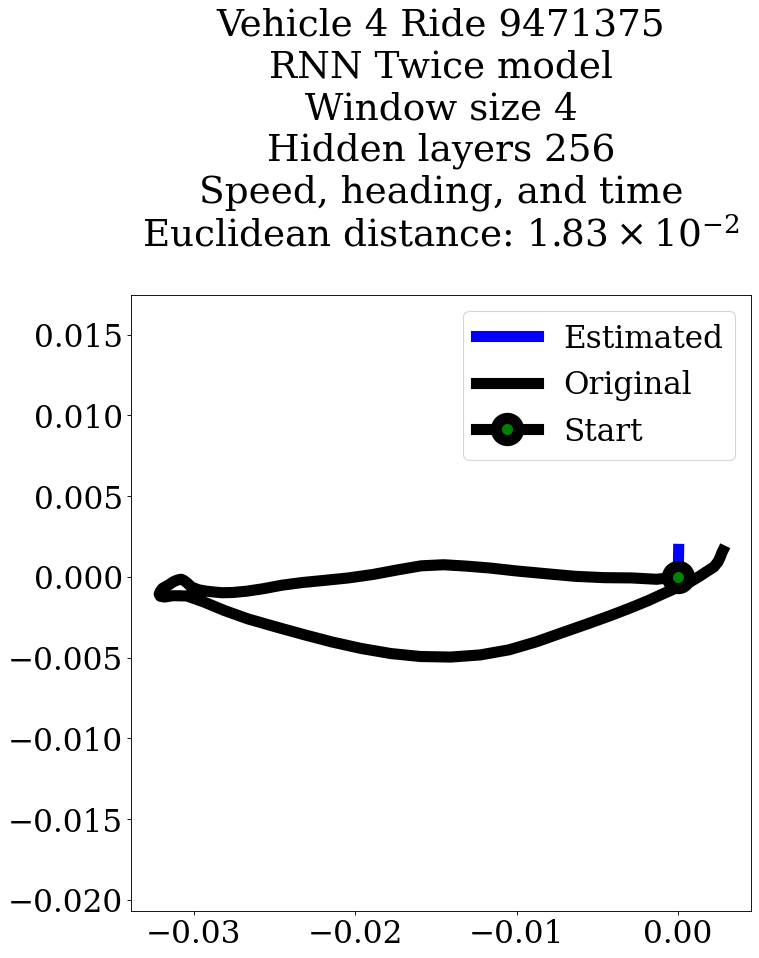 Vehicle 4 Ride 9471375
RNN Twice model
Window size 4
Hidden layers 256
Speed, heading, and time
Euclidean distance: 1.83 × 10⁻²
Estimated
Original
Start
0.015
0.010
0.005
0.000
−0.005
−0.010
−0.015
−0.020
−0.03 −0.02 −0.01 0.00